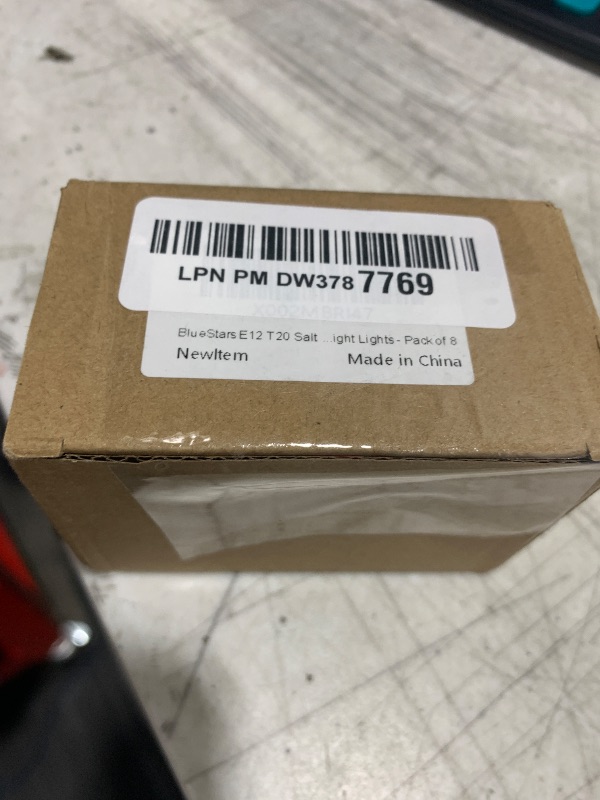 LPN PM DW378 7769
BlueStars E12 T20 Salt ...ight Lights - Pack of 8
NewItem Made in China